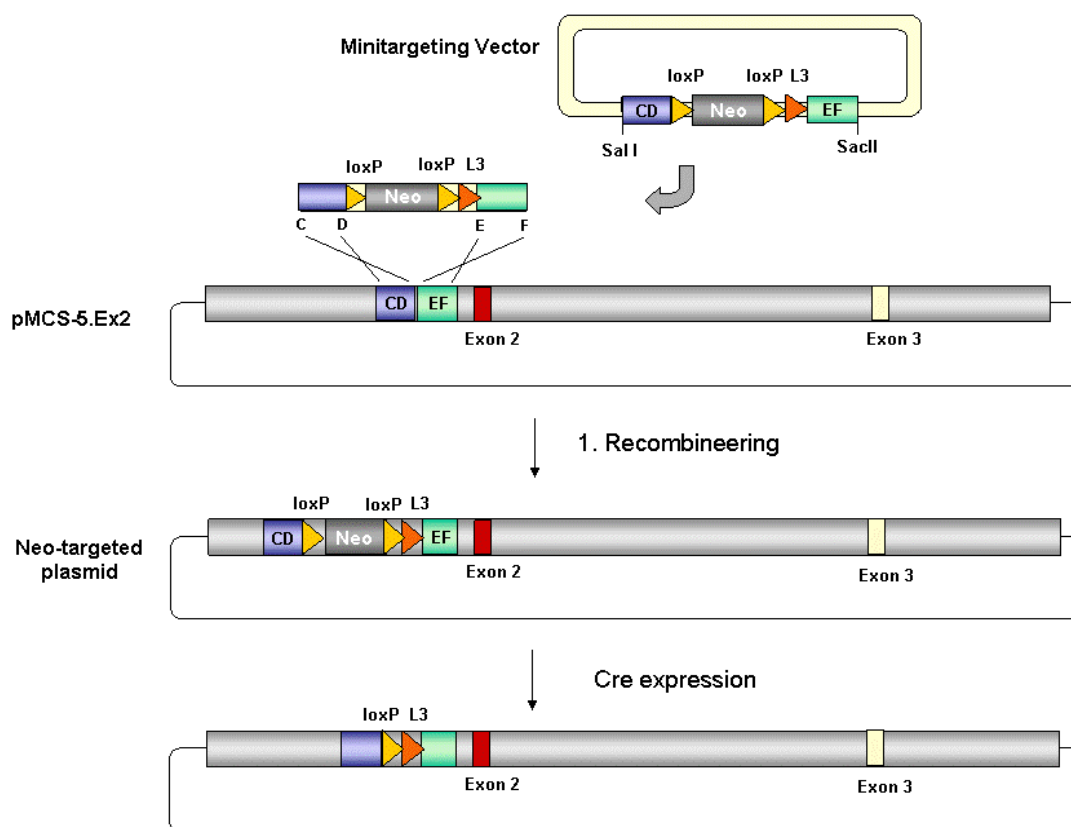 Minitargeting Vector
loxP loxP L3
CD Neo EF
Sal I SacII
loxP loxP L3
Neo
C D E F
pMCS-5.Ex2
CD EF
Exon 2 Exon 3
1. Recombineering
loxP loxP L3
Neo-targeted
plasmid
CD Neo EF
Exon 2 Exon 3
Cre expression
loxP L3
Exon 2 Exon 3